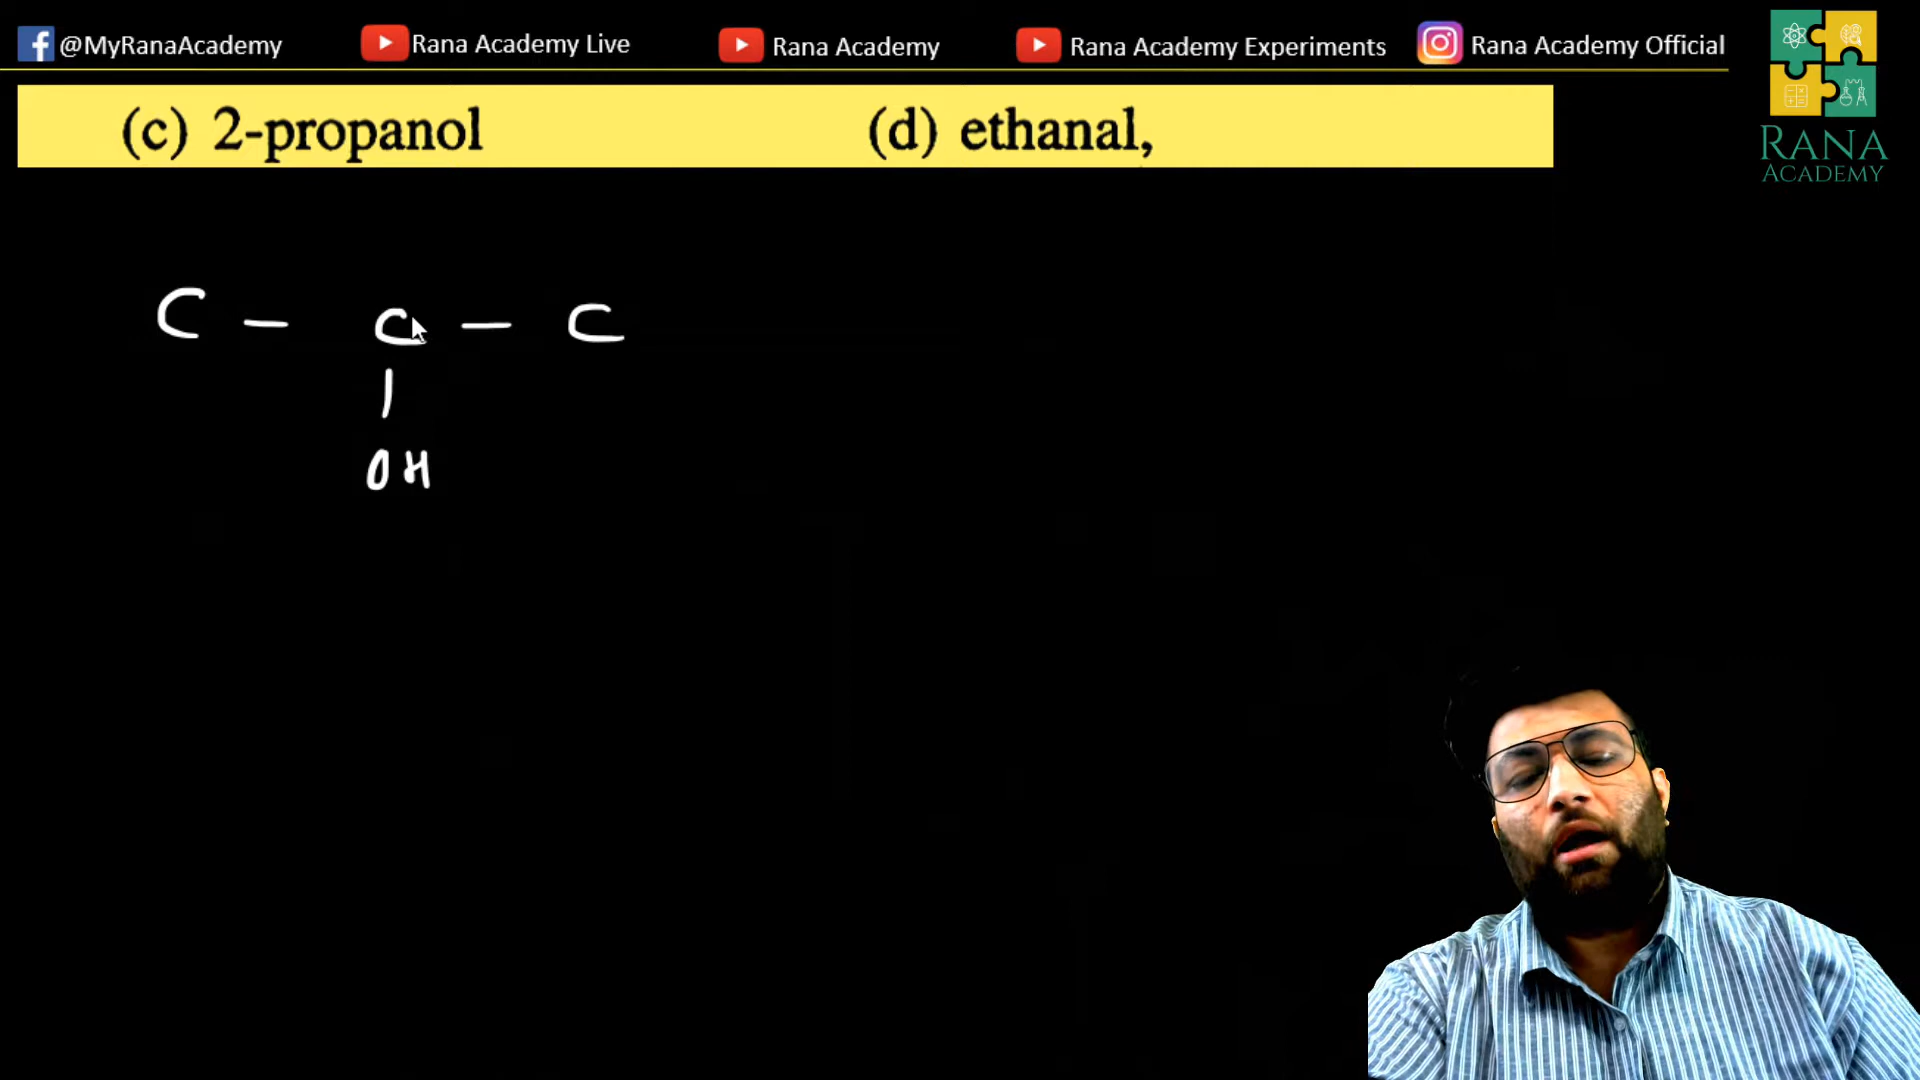 @MyRanaAcademy Rana Academy Live Rana Academy Rana Academy Experiments Rana Academy Official
(c) 2-propanol (d) ethanal,
RANA
ACADEMY
C - C - C
|
OH